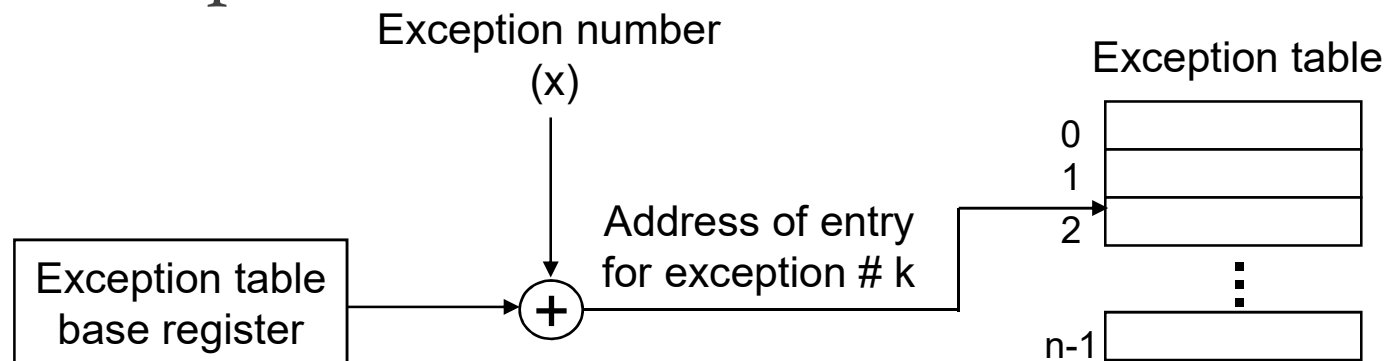 Exception number
(x)
Exception table
0
1
2
Address of entry
for exception # k
Exception table
base register
+
n-1